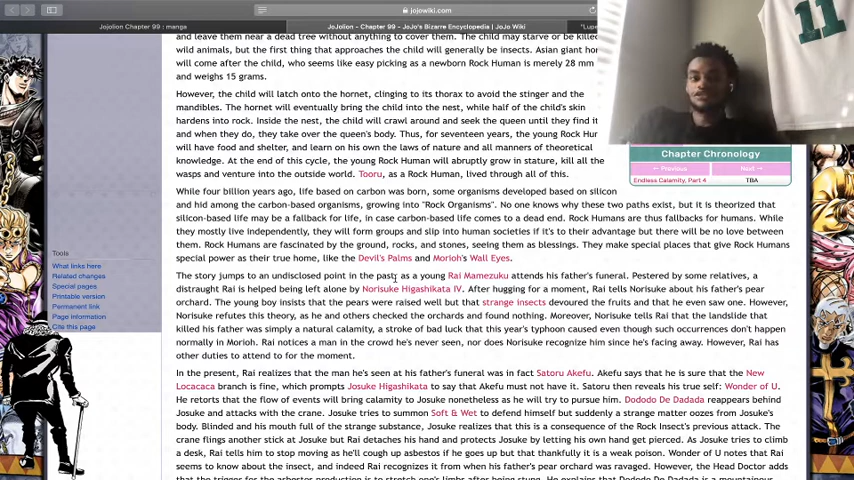 jojowiki.com
Jojolion Chapter 99 : manga
JoJolion - Chapter 99 - JoJo's Bizarre Encyclopedia | JoJo Wiki
"Lupe
and leave them near a dead tree without anything to cover them. The child may starve or be killed
wild animals, but the first thing that approaches the child will generally be insects. Asian giant hor
will come after the child, who seems like easy picking as a newborn Rock Human is merely 28 mm
and weighs 15 grams.
However, the child will latch onto the hornet, clinging to its thorax to avoid the stinger and the
mandibles. The hornet will eventually bring the child into the nest, while half of the child's skin
hardens into rock. Inside the nest, the child will crawl around and seek the queen until they find it
and when they do, they take over the queen's body. Thus, for seventeen years, the young Rock Hur
will have food and shelter, and learn on his own the laws of nature and all manners of theoretical
knowledge. At the end of this cycle, the young Rock Human will abruptly grow in stature, kill all the
wasps and venture into the outside world. Tooru, as a Rock Human, lived through all of this.
11
Chapter Chronology
← Previous
Next →
Endless Calamity, Part 4
TBA
While four billion years ago, life based on carbon was born, some organisms developed based on silicon
and hid among the carbon-based organisms, growing into "Rock Organisms". No one knows why these two paths exist, but it is theorized that
silicon-based life may be a fallback for life, in case carbon-based life comes to a dead end. Rock Humans are thus fallbacks for humans. While
they mostly live independently, they will form groups and slip into human societies if it's to their advantage but there will be no love between
them. Rock Humans are fascinated by the ground, rocks, and stones, seeing them as blessings. They make special places that give Rock Humans
special power as their true home, like the Devil's Palms and Morioh's Wall Eyes.
Tools
What links here
Related changes
Special pages
Printable version
Permanent link
Page information
Cite this page
The story jumps to an undisclosed point in the past as a young Rai Mamezuku attends his father's funeral. Pestered by some relatives, a
distraught Rai is helped being left alone by Norisuke Higashikata IV. After hugging for a moment, Rai tells Norisuke about his father's pear
orchard. The young boy insists that the pears were raised well but that strange insects devoured the fruits and that he even saw one. However,
Norisuke refutes this theory, as he and others checked the orchards and found nothing. Moreover, Norisuke tells Rai that the landslide that
killed his father was simply a natural calamity, a stroke of bad luck that this year's typhoon caused even though such occurrences don't happen
normally in Morioh. Rai notices a man in the crowd he's never seen, nor does Norisuke recognize him since he's facing away. However, Rai has
other duties to attend to for the moment.
In the present, Rai realizes that the man he's seen at his father's funeral was in fact Satoru Akefu. Akefu says that he is sure that the New
Locacaca branch is fine, which prompts Josuke Higashikata to say that Akefu must not have it. Satoru then reveals his true self: Wonder of U.
He retorts that the flow of events will bring calamity to Josuke nonetheless as he will try to pursue him. Dododo De Dadada reappears behind
Josuke and attacks with the crane. Josuke tries to summon Soft & Wet to defend himself but suddenly a strange matter oozes from Josuke's
body. Blinded and his mouth full of the strange substance, Josuke realizes that this is a consequence of the Rock Insect's previous attack. The
crane flings another stick at Josuke but Rai detaches his hand and protects Josuke by letting his own hand get pierced. As Josuke tries to climb
a desk, Rai tells him to stop moving as he'll cough up asbestos if he goes up but that thankfully it is a weak poison. Wonder of U notes that Rai
seems to know about the insect, and indeed Rai recognizes it from when his father's pear orchard was ravaged. However, the Head Doctor adds
that the trigger for the asbestos production is to stretch one's limbs after being stung. He explains that Dododo De Dadada is a mountainous